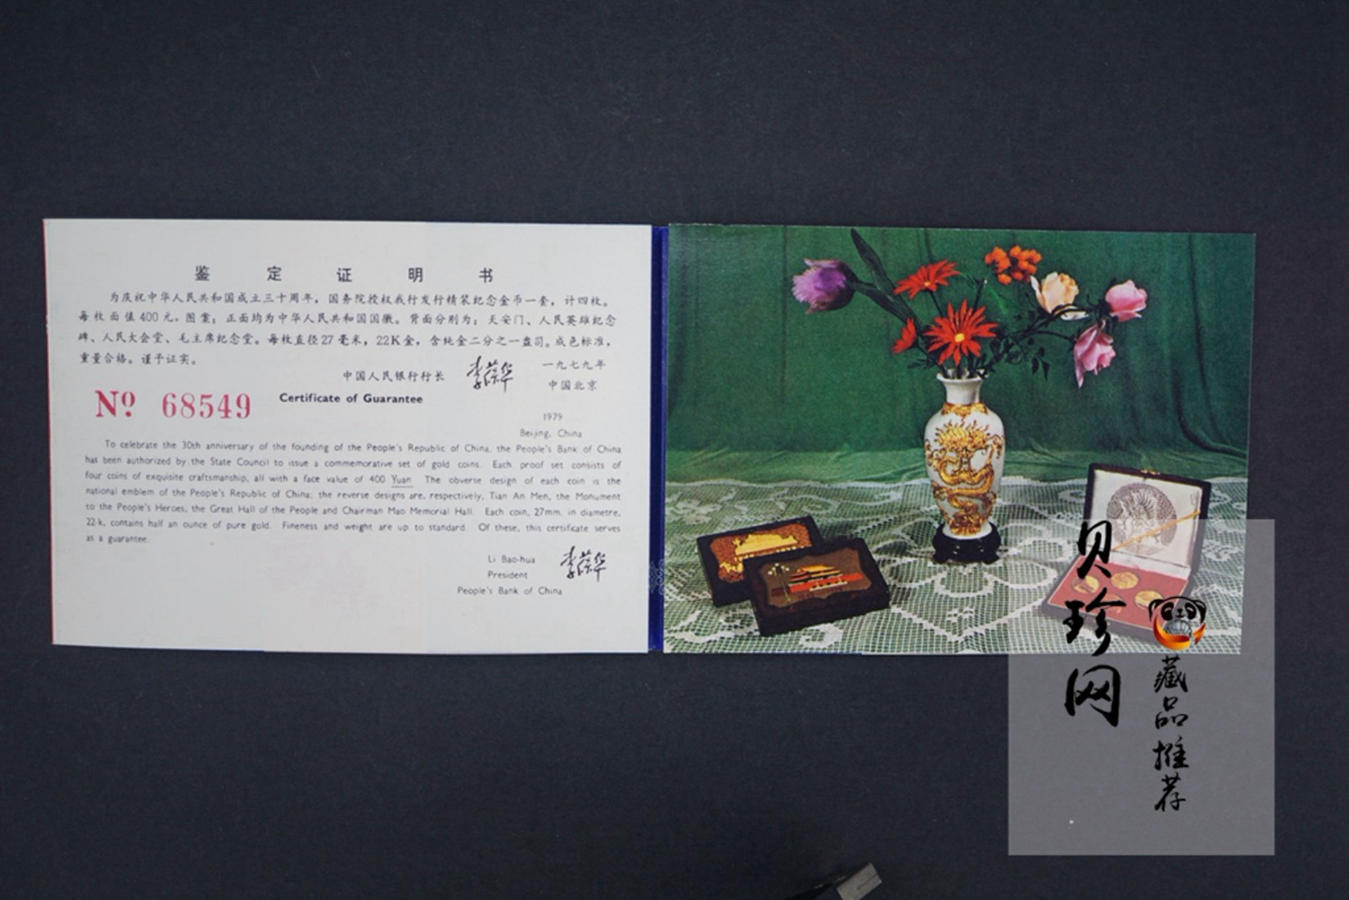 鉴定证明书
为庆祝中华人民共和国成立三十周年，国务院授权我行发行精装纪念金币一套，计四枚。
每枚面值400元。图案：正面均为中华人民共和国国徽。背面分别为：天安门、人民英雄纪念
碑、人民大会堂、毛主席纪念堂。每枚直径27毫米，22K金，含纯金二分之一盎司。成色标准，
重量合格。谨予证实。
中国人民银行行长 李葆华 一九七九年
中国北京
Nº 68549
Certificate of Guarantee
1979
Beijing, China
To celebrate the 30th anniversary of the founding of the People's Republic of China, the People's Bank of China
has been authorized by the State Council to issue a commemorative set of gold coins. Each proof set consists of
four coins of exquisite craftsmanship, all with a face value of 400 Yuan. The obverse design of each coin is the
national emblem of the People's Republic of China; the reverse designs are, respectively, Tian An Men, the Monument
to the People's Heroes, the Great Hall of the People and Chairman Mao Memorial Hall. Each coin, 27mm. in diametre,
22 k, contains half an ounce of pure gold. Fineness and weight are up to standard. Of these, this certificate serves
as a guarantee.
Li Bao-hua 李葆华
President
People's Bank of China
贝珍网
藏品推荐